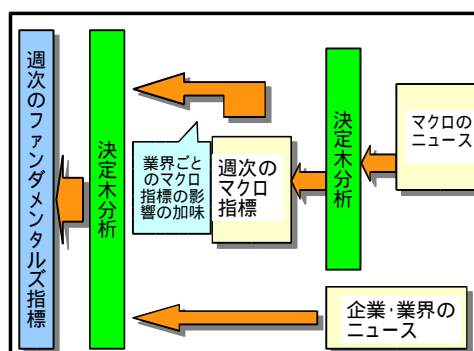 週次のファンダメンタルズ指標
決定木分析
業界ごと
のマクロ
指標の影
響の加味
週次の
マクロ
指標
決定木分析
マクロの
ニュース
企業・業界の
ニュース